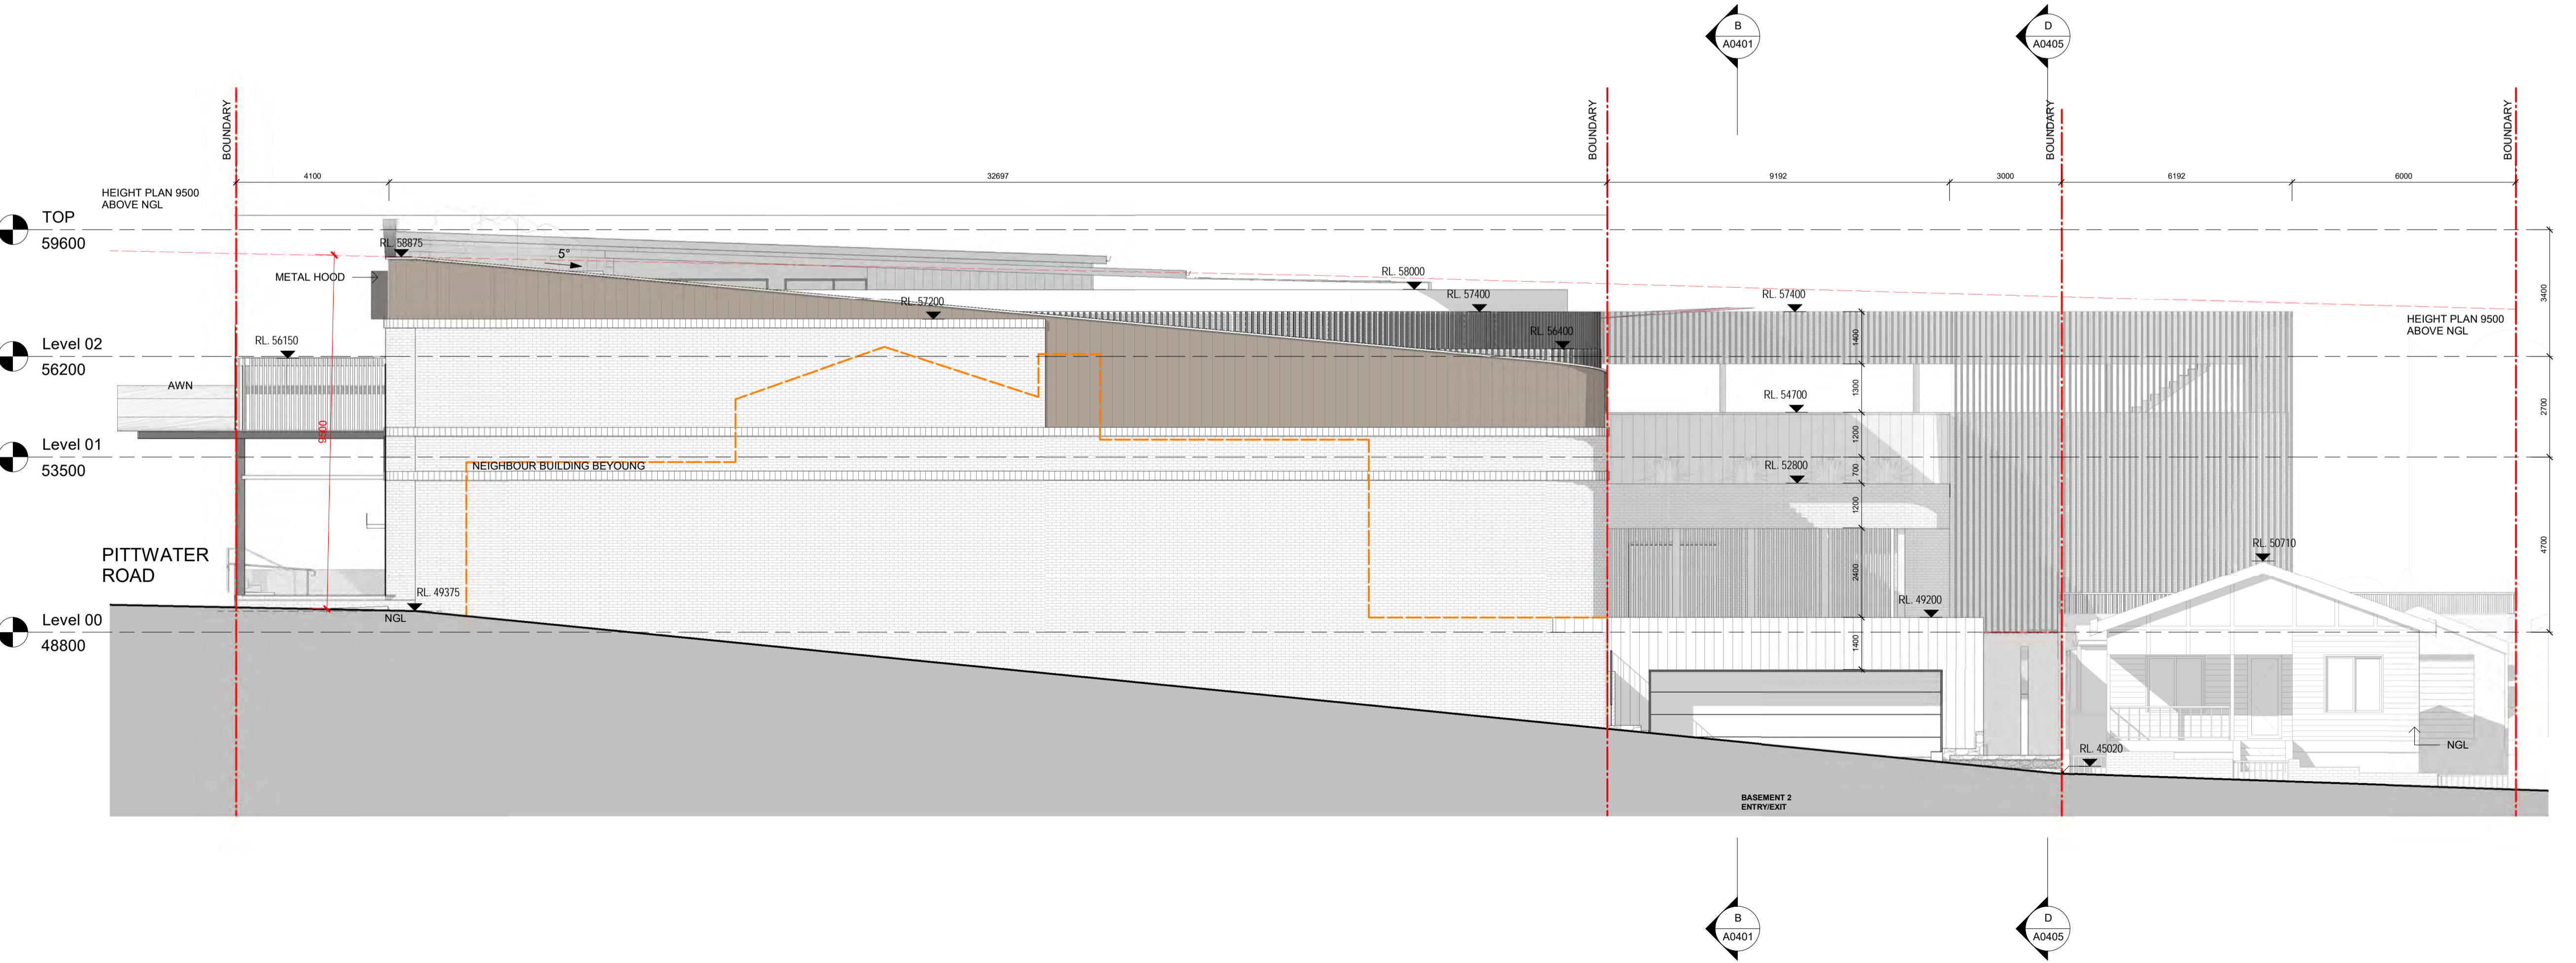 B
A0401
D
A0405
BOUNDARY
BOUNDARY
BOUNDARY
BOUNDARY
4100
32697
9192
3000
6192
6000
HEIGHT PLAN 9500
ABOVE NGL
TOP
59600
RL. 58875
5°
METAL HOOD
RL. 58000
RL. 57400
RL. 57400
RL. 57200
3400
HEIGHT PLAN 9500
ABOVE NGL
RL. 56400
1400
RL. 56150
Level 02
56200
AWN
1300
RL. 54700
2700
9500
1200
Level 01
53500
NEIGHBOUR BUILDING BEYOUNG
RL. 52800
700
1200
4700
PITTWATER
ROAD
RL. 50710
2400
RL. 49375
RL. 49200
NGL
Level 00
48800
1400
NGL
RL. 45020
BASEMENT 2
ENTRY/EXIT
B
A0401
D
A0405